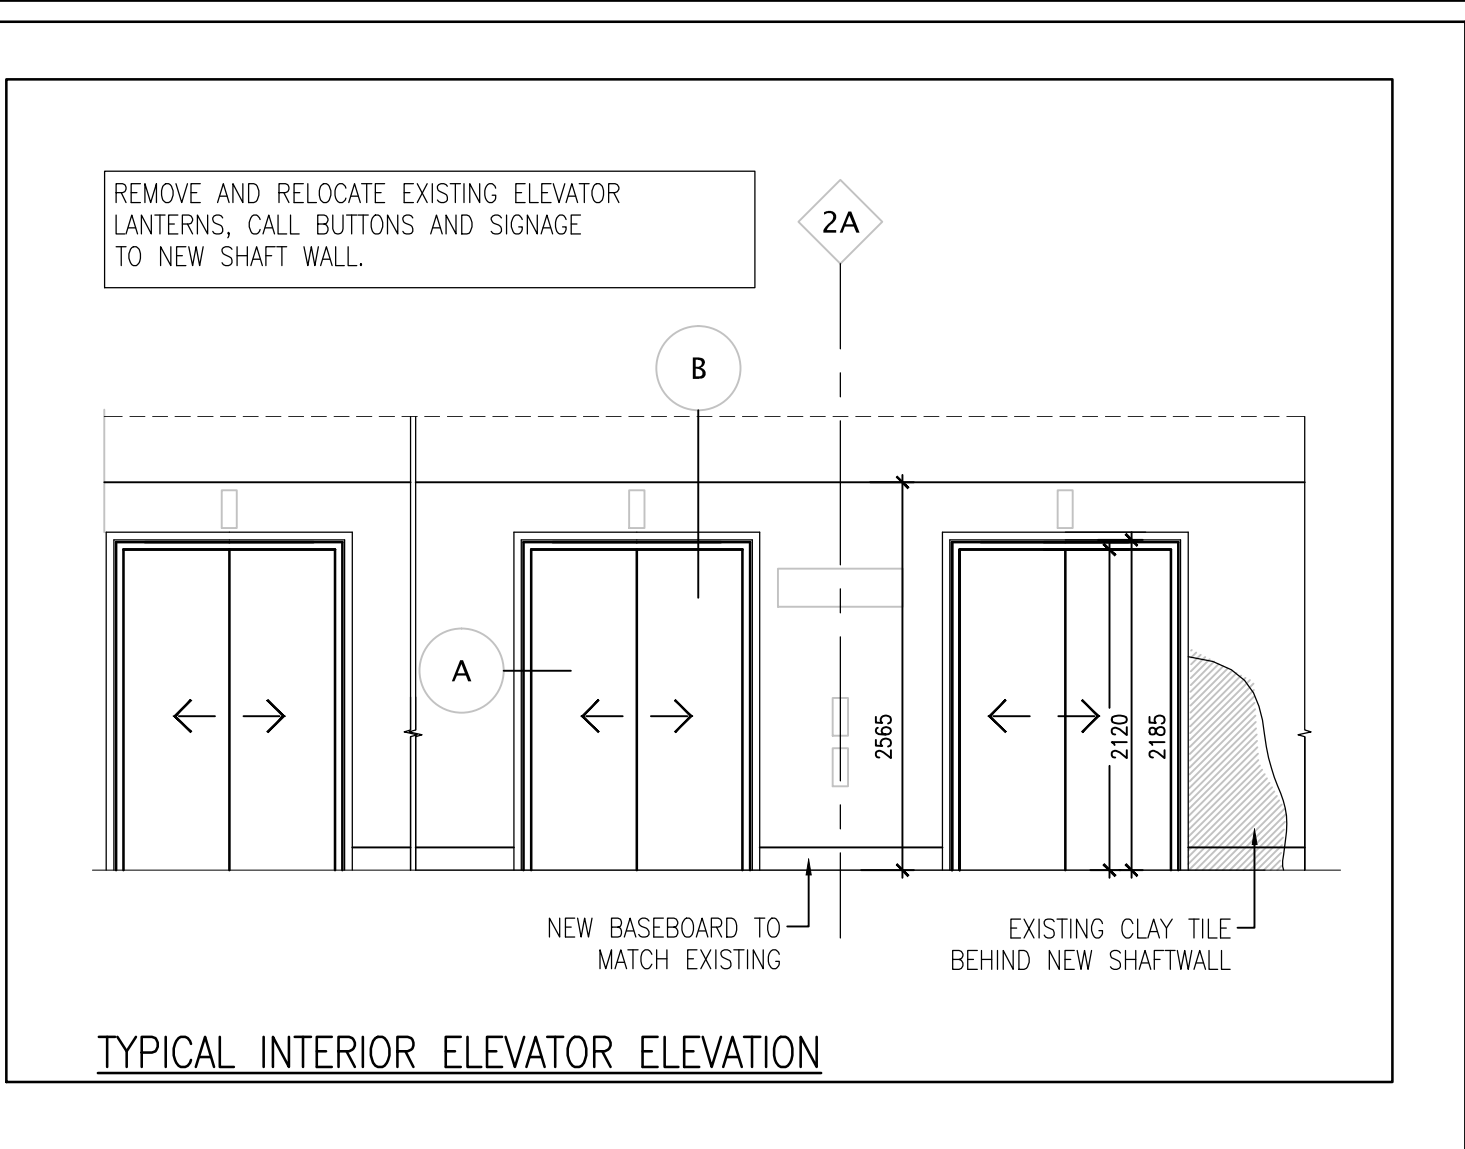 REMOVE AND RELOCATE EXISTING ELEVATOR
LANTERNS, CALL BUTTONS AND SIGNAGE
TO NEW SHAFT WALL.
2A
B
A
2565
2120
2185
NEW BASEBOARD TO
MATCH EXISTING
EXISTING CLAY TILE
BEHIND NEW SHAFTWALL
TYPICAL INTERIOR ELEVATOR ELEVATION